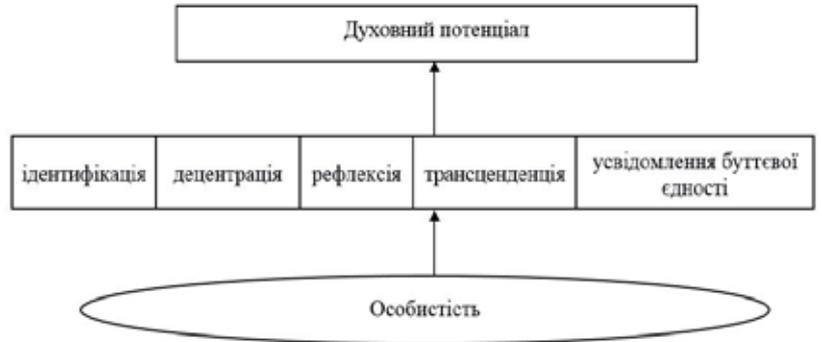 Духовний потенціал
ідентифікація
децентрація
рефлексія
трансценденція
усвідомлення буттєвої
єдності
Особистість